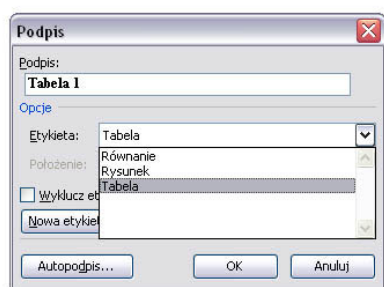 Podpis
Podpis:
Tabela 1
Opcje
Etykieta: Tabela
Równanie
Położenie:
Rysunek
Tabela
Wyklucz et
Nowa etykiet
Autopodpis... OK Anuluj